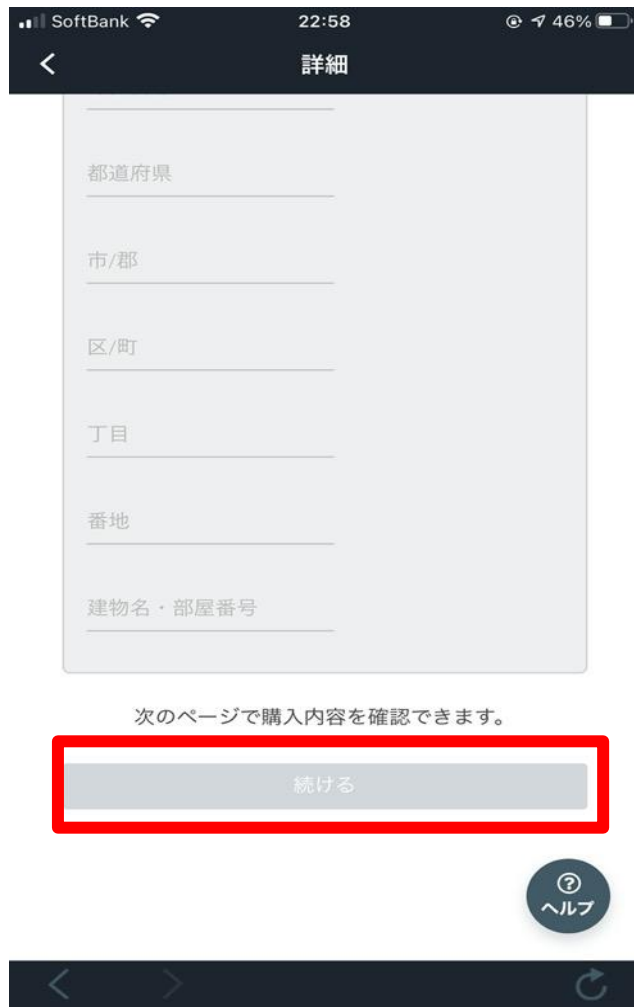 SoftBank 22:58 46%
詳細
都道府県
市/郡
区/町
丁目
番地
建物名・部屋番号
次のページで購入内容を確認できます。
続ける
?
ヘルプ